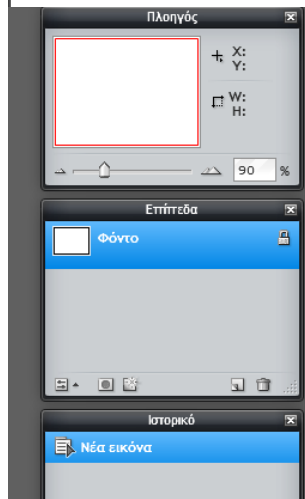 Πλοηγός
X:
Y:
W:
H:
90 %
Επίπεδα
Φόντο
Ιστορικό
Νέα εικόνα